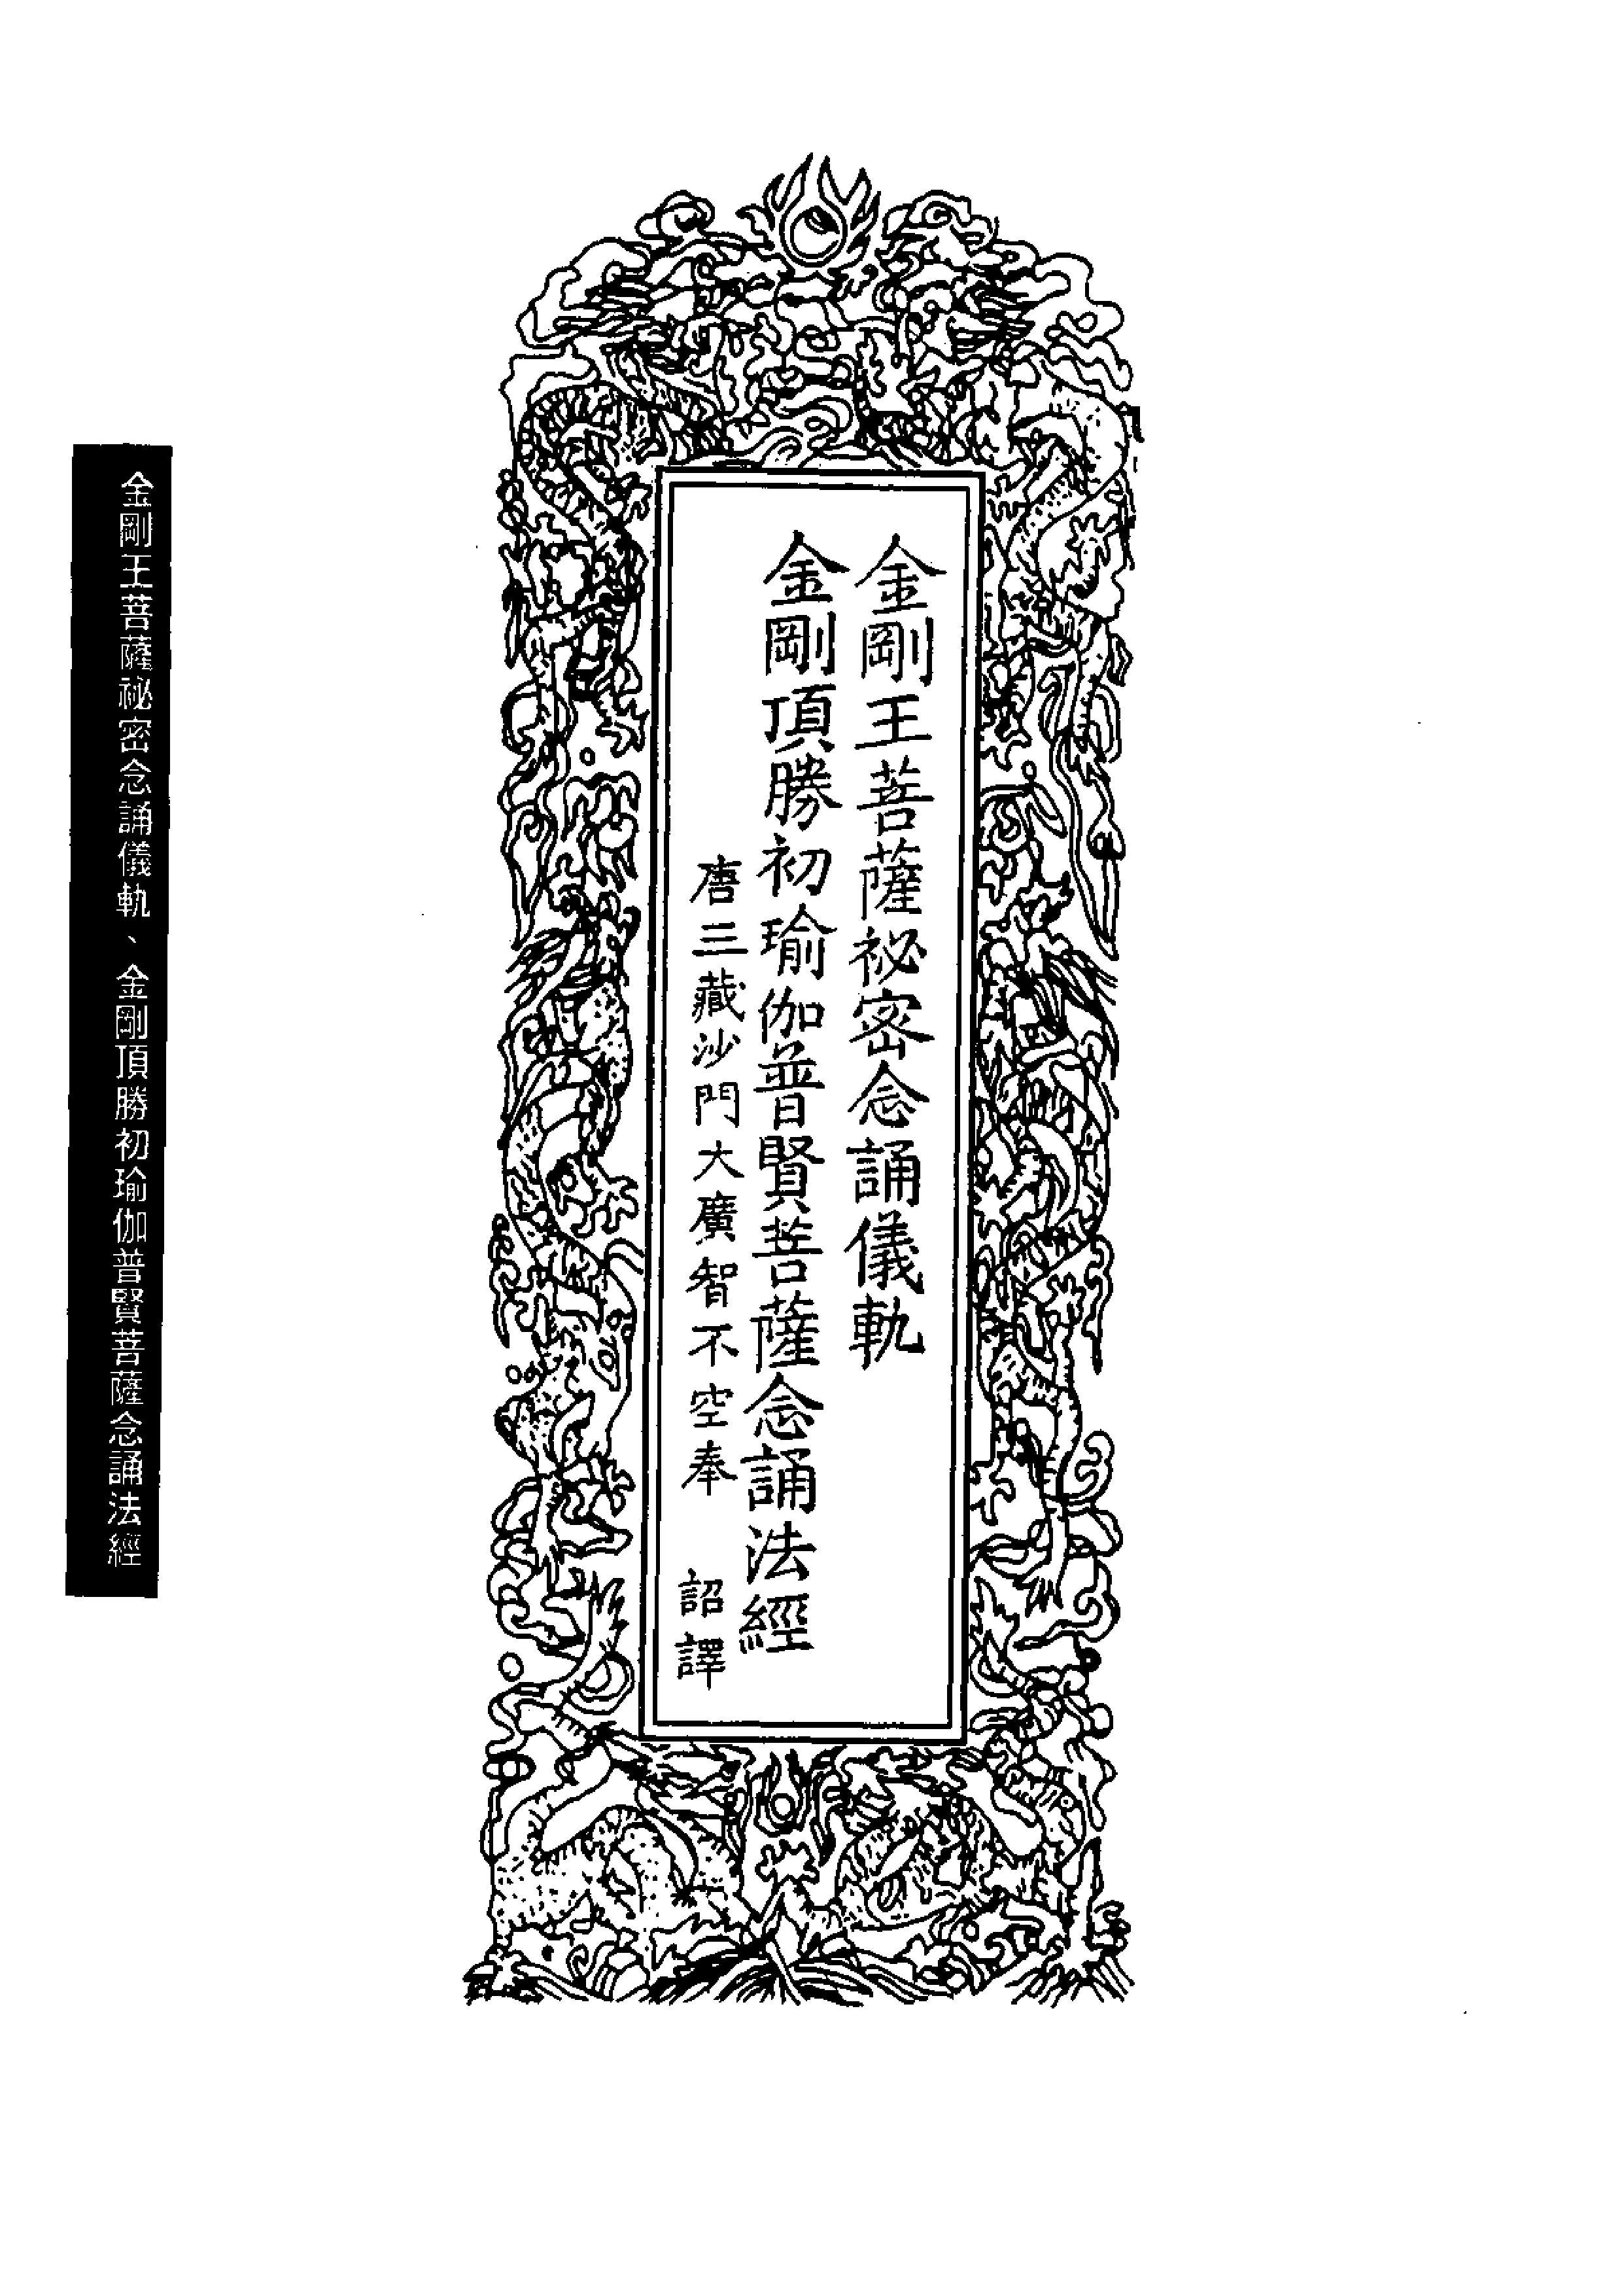 金剛王菩薩祕密念誦儀軌
金剛頂勝初瑜伽普賢菩薩念誦法經
唐三藏沙門大廣智不空奉 詔譯
金剛王菩薩祕密念誦儀軌、金剛頂勝初瑜伽普賢菩薩念誦法經